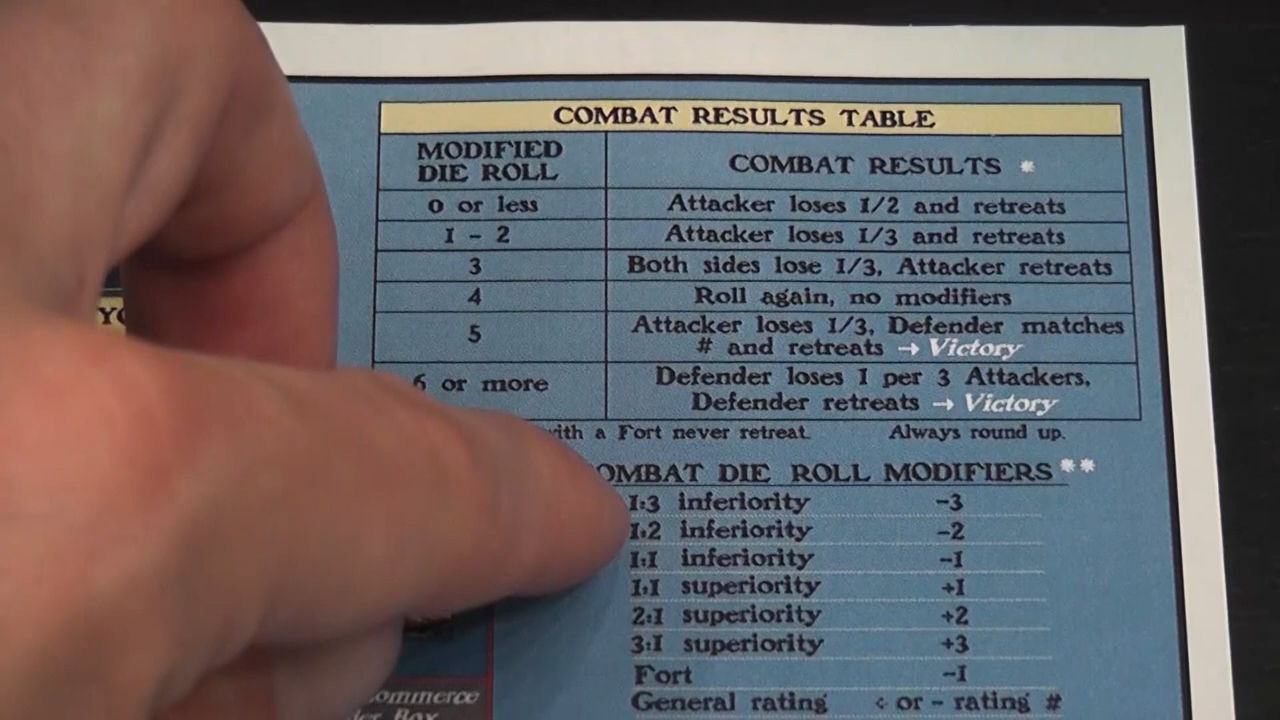 COMBAT RESULTS TABLE
MODIFIED
DIE ROLL
COMBAT RESULTS *
0 or less
Attacker loses 1/2 and retreats
1 - 2
Attacker loses 1/3 and retreats
3
Both sides lose 1/3, Attacker retreats
4
Roll again, no modifiers
5
Attacker loses 1/3, Defender matches
# and retreats → Victory
6 or more
Defender loses 1 per 3 Attackers,
Defender retreats → Victory
with a Fort never retreat. Always round up.
COMBAT DIE ROLL MODIFIERS **
1:3 inferiority -3
1:2 inferiority -2
1:1 inferiority -1
1:1 superiority +1
2:1 superiority +2
3:1 superiority +3
Fort -1
General rating + or - rating #
Box